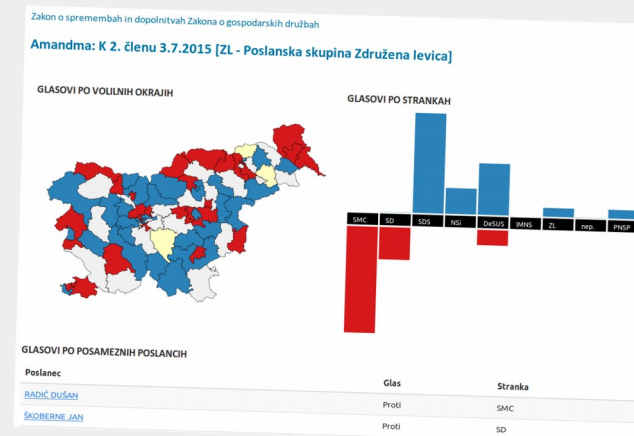 Zakon o spremembah in dopolnitvah Zakona o gospodarskih družbah
Amandma: K 2. členu 3.7.2015 [ZL - Poslanska skupina Združena levica]
GLASOVI PO VOLILNIH OKRAJIH
GLASOVI PO STRANKAH
SMC SD SDS NSi DeSUS IMNS ZL nep. PNSP
GLASOVI PO POSAMEZNIH POSLANCIH
Poslanec Glas Stranka
RADIČ DUŠAN Proti SMC
ŠKOBERNE JAN Proti SD